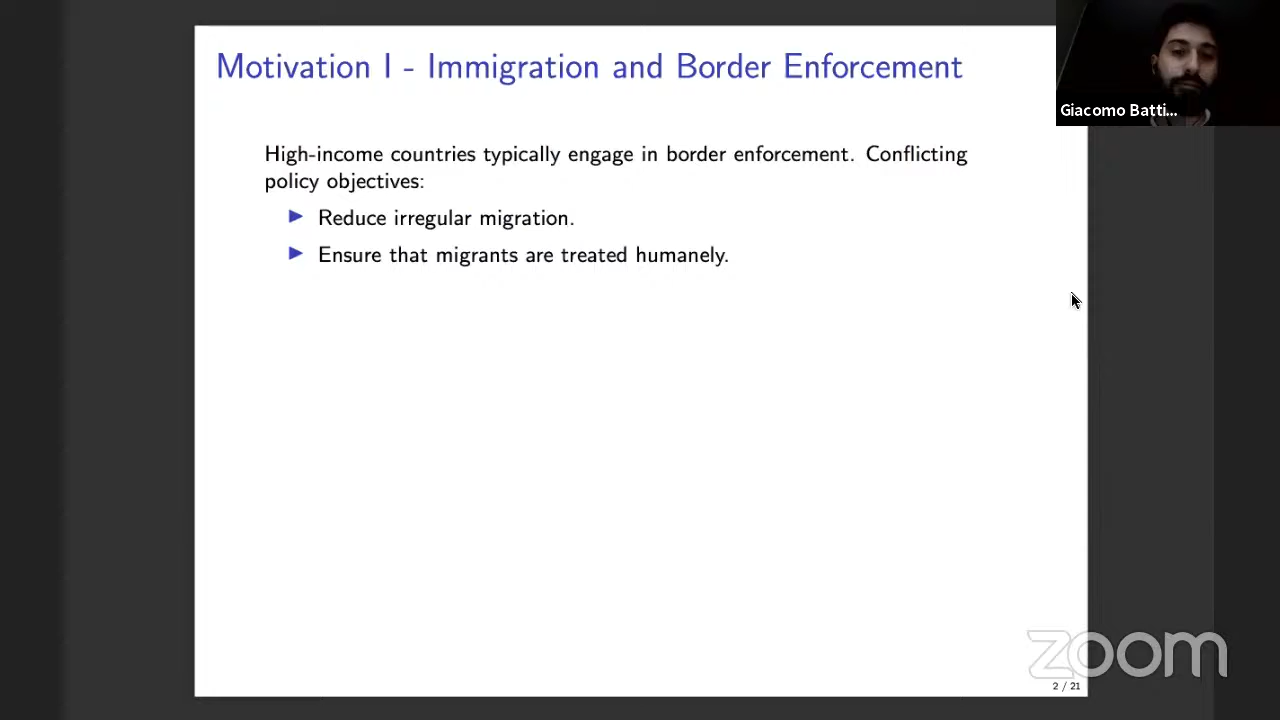 Motivation I - Immigration and Border Enforcement
Giacomo Batti...
High-income countries typically engage in border enforcement. Conflicting
policy objectives:
Reduce irregular migration.
Ensure that migrants are treated humanely.
zoom
2 / 21